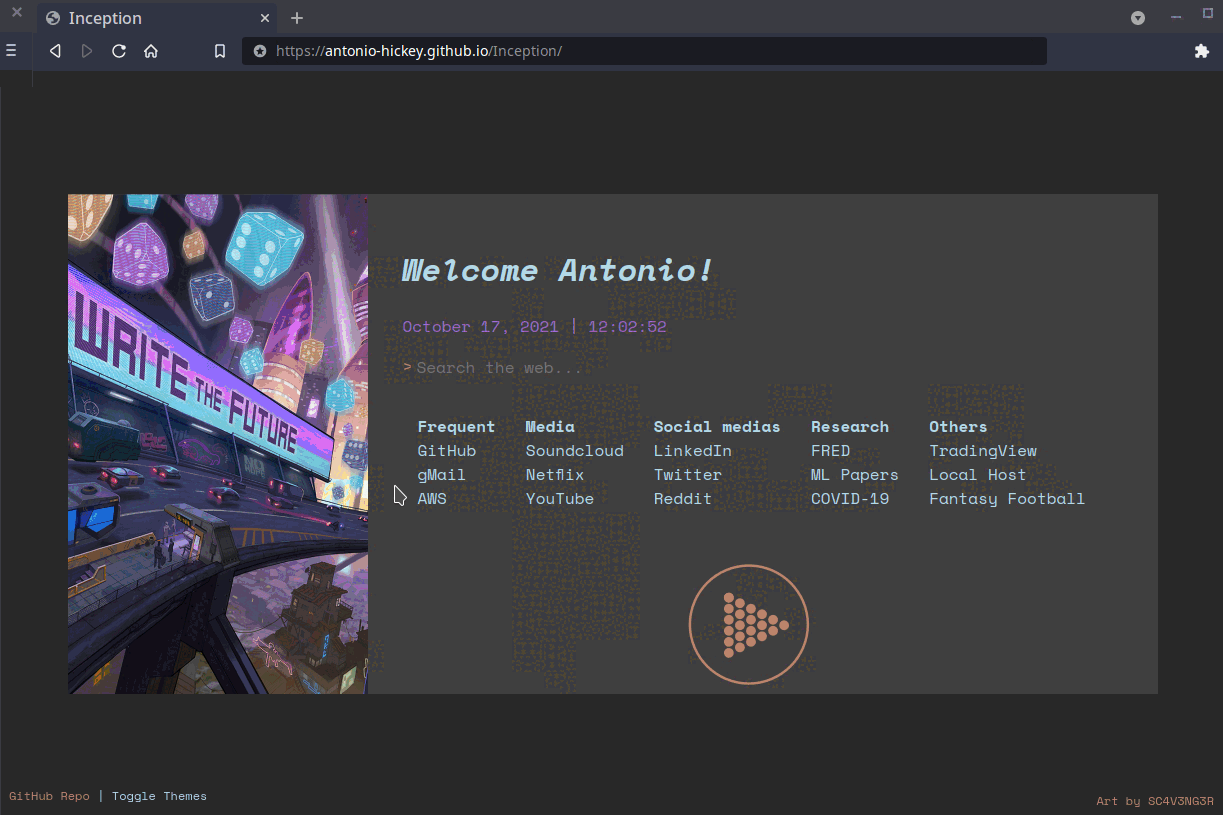 Inception
https://antonio-hickey.github.io/Inception/
WRITE THE FUTURE
Welcome Antonio!
October 17, 2021 | 12:02:52
> Search the web...
Frequent Media Social medias Research Others
GitHub Soundcloud LinkedIn FRED TradingView
gMail Netflix Twitter ML Papers Local Host
AWS YouTube Reddit COVID-19 Fantasy Football
GitHub Repo | Toggle Themes
Art by SC4V3NG3R